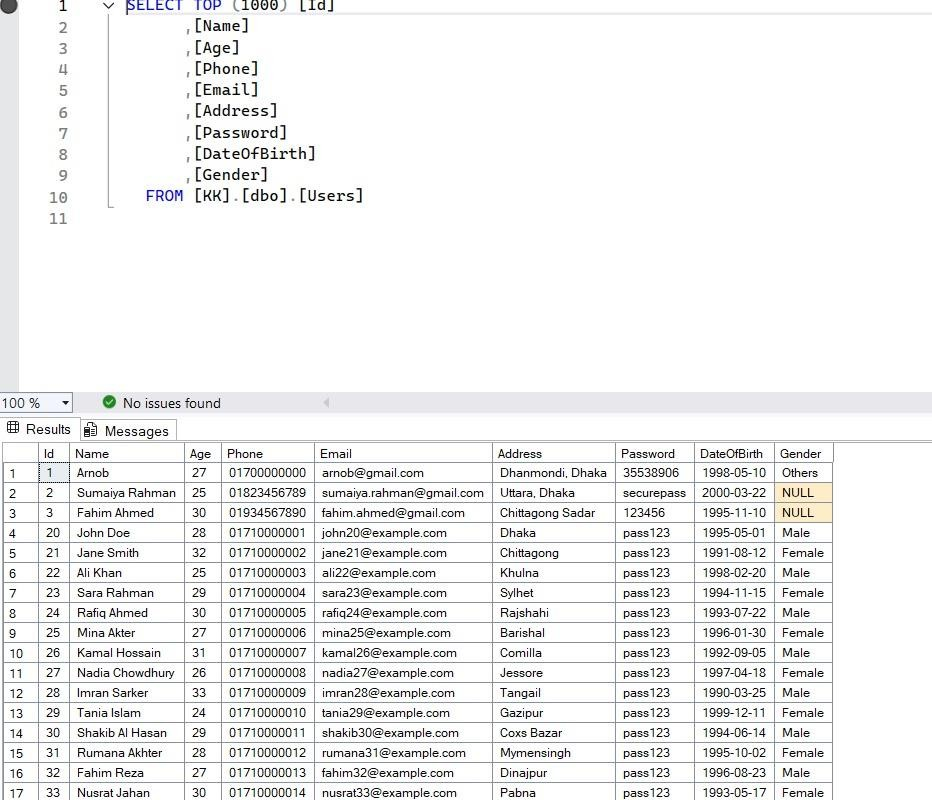 1 SELECT TOP (1000) [Id]
2 ,[Name]
3 ,[Age]
4 ,[Phone]
5 ,[Email]
6 ,[Address]
7 ,[Password]
8 ,[DateOfBirth]
9 ,[Gender]
10 FROM [KK].[dbo].[Users]
11
100 % No issues found
Results Messages
Id Name Age Phone Email Address Password DateOfBirth Gender
1 1 Arnob 27 01700000000 arnob@gmail.com Dhanmondi, Dhaka 35538906 1998-05-10 Others
2 2 Sumaiya Rahman 25 01823456789 sumaiya.rahman@gmail.com Uttara, Dhaka securepass 2000-03-22 NULL
3 3 Fahim Ahmed 30 01934567890 fahim.ahmed@gmail.com Chittagong Sadar 123456 1995-11-10 NULL
4 20 John Doe 28 01710000001 john20@example.com Dhaka pass123 1995-05-01 Male
5 21 Jane Smith 32 01710000002 jane21@example.com Chittagong pass123 1991-08-12 Female
6 22 Ali Khan 25 01710000003 ali22@example.com Khulna pass123 1998-02-20 Male
7 23 Sara Rahman 29 01710000004 sara23@example.com Sylhet pass123 1994-11-15 Female
8 24 Rafiq Ahmed 30 01710000005 rafiq24@example.com Rajshahi pass123 1993-07-22 Male
9 25 Mina Akter 27 01710000006 mina25@example.com Barishal pass123 1996-01-30 Female
10 26 Kamal Hossain 31 01710000007 kamal26@example.com Comilla pass123 1992-09-05 Male
11 27 Nadia Chowdhury 26 01710000008 nadia27@example.com Jessore pass123 1997-04-18 Female
12 28 Imran Sarker 33 01710000009 imran28@example.com Tangail pass123 1990-03-25 Male
13 29 Tania Islam 24 01710000010 tania29@example.com Gazipur pass123 1999-12-11 Female
14 30 Shakib Al Hasan 29 01710000011 shakib30@example.com Coxs Bazar pass123 1994-06-14 Male
15 31 Rumana Akhter 28 01710000012 rumana31@example.com Mymensingh pass123 1995-10-02 Female
16 32 Fahim Reza 27 01710000013 fahim32@example.com Dinajpur pass123 1996-08-23 Male
17 33 Nusrat Jahan 30 01710000014 nusrat33@example.com Pabna pass123 1993-05-17 Female